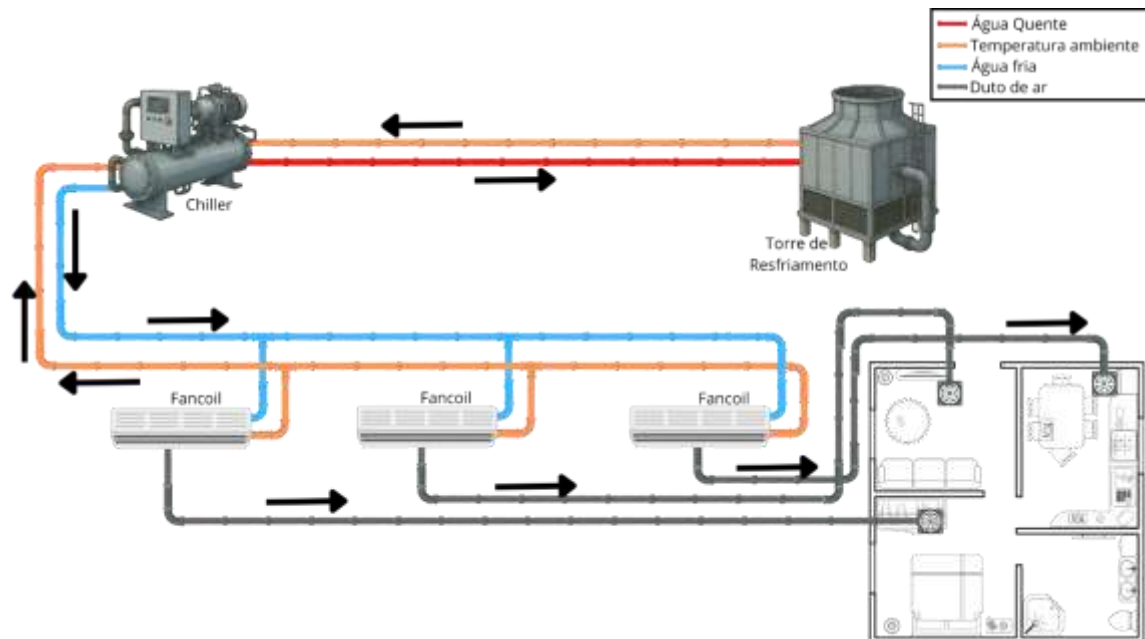 Água Quente
Temperatura ambiente
Água fria
Duto de ar
Chiller
Torre de
Resfriamento
Fancoil
Fancoil
Fancoil